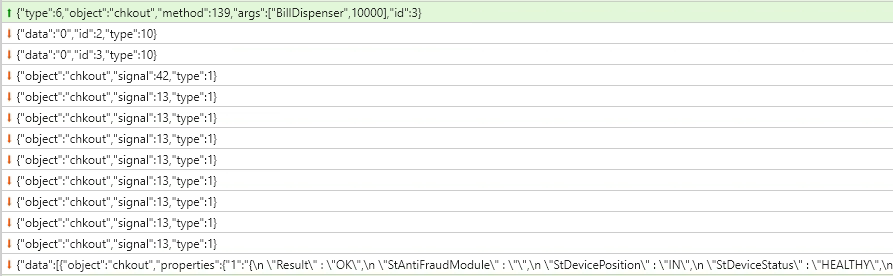 {"type":6,"object":"chkout","method":139,"args":["BillDispenser",10000],"id":3}
{"data":"0","id":2,"type":10}
{"data":"0","id":3,"type":10}
{"object":"chkout","signal":42,"type":1}
{"object":"chkout","signal":13,"type":1}
{"object":"chkout","signal":13,"type":1}
{"object":"chkout","signal":13,"type":1}
{"object":"chkout","signal":13,"type":1}
{"object":"chkout","signal":13,"type":1}
{"object":"chkout","signal":13,"type":1}
{"object":"chkout","signal":13,"type":1}
{"object":"chkout","signal":13,"type":1}
{"data":[{"object":"chkout","properties":{"1":"{\n \"Result\" : \"OK\",\n \"StAntiFraudModule\" : \"\",\n \"StDevicePosition\" : \"IN\",\n \"StDeviceStatus\" : \"HEALTHY\",\n